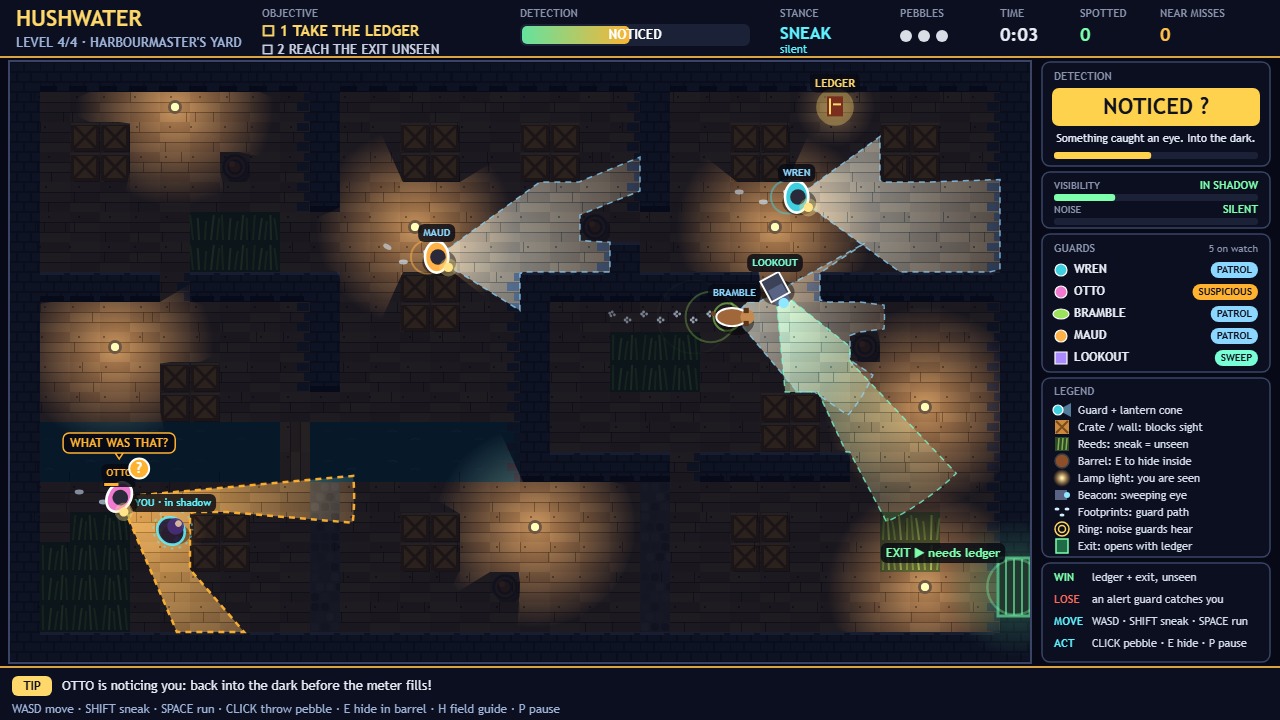 HUSHWATER
LEVEL 4/4 · HARBOURMASTER'S YARD
OBJECTIVE
1 TAKE THE LEDGER
2 REACH THE EXIT UNSEEN
DETECTION
NOTICED
STANCE
SNEAK
silent
PEBBLES
TIME
0:03
SPOTTED
0
NEAR MISSES
0
LEDGER
WREN
MAUD
LOOKOUT
BRAMBLE
WHAT WAS THAT?
OTTO
?
YOU · in shadow
EXIT ▶ needs ledger
DETECTION
NOTICED ?
Something caught an eye. Into the dark.
VISIBILITY
IN SHADOW
NOISE
SILENT
GUARDS
5 on watch
WREN
PATROL
OTTO
SUSPICIOUS
BRAMBLE
PATROL
MAUD
PATROL
LOOKOUT
SWEEP
LEGEND
Guard + lantern cone
Crate / wall: blocks sight
Reeds: sneak = unseen
Barrel: E to hide inside
Lamp light: you are seen
Beacon: sweeping eye
Footprints: guard path
Ring: noise guards hear
Exit: opens with ledger
WIN ledger + exit, unseen
LOSE an alert guard catches you
MOVE WASD · SHIFT sneak · SPACE run
ACT CLICK pebble · E hide · P pause
TIP OTTO is noticing you: back into the dark before the meter fills!
WASD move · SHIFT sneak · SPACE run · CLICK throw pebble · E hide in barrel · H field guide · P pause